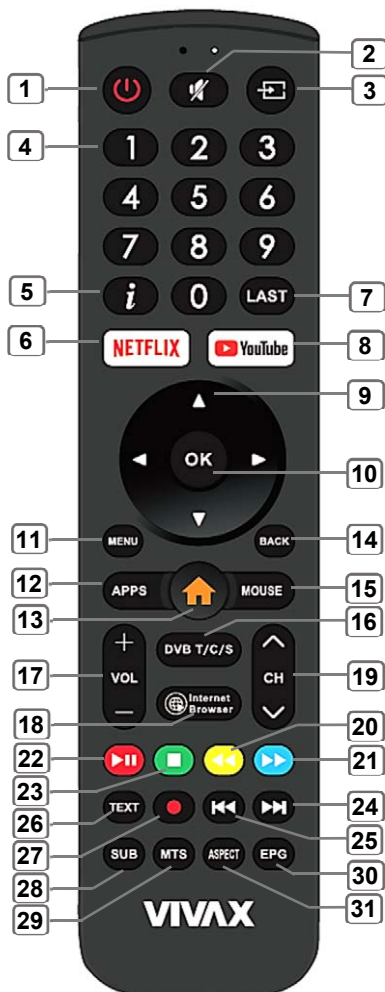 2
1
3
4
1 2 3
4 5 6
7 8 9
5
i 0 LAST
7
6
NETFLIX YouTube
8
9
OK
10
11
MENU BACK
14
12
APPS MOUSE
15
13
16
17
+
VOL
−
DVB T/C/S
CH
19
18
Internet
Browser
20
22
21
23
24
26
TEXT
25
27
28
SUB MTS ASPECT EPG
30
29
31
VIVAX